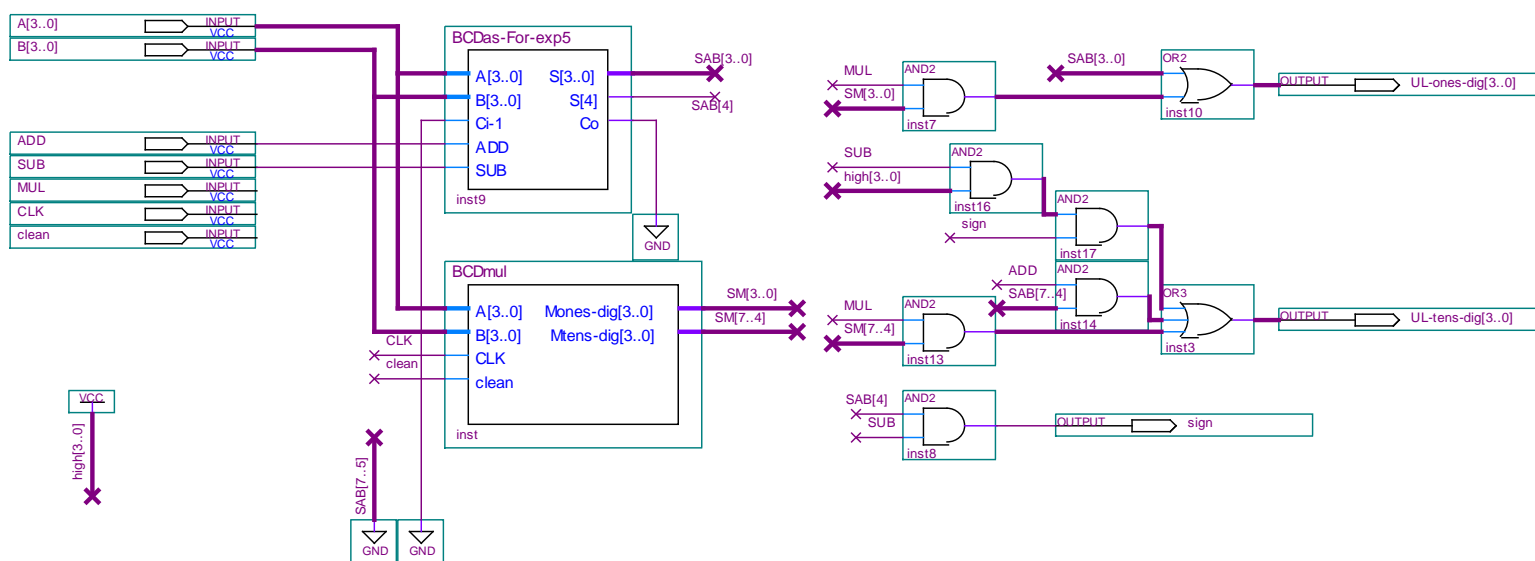 A[3..0] INPUT VCC
B[3..0] INPUT VCC
ADD INPUT VCC
SUB INPUT VCC
MUL INPUT VCC
CLK INPUT VCC
clean INPUT VCC
BCDas-For-exp5
A[3..0] S[3..0]
B[3..0] S[4]
Ci-1 Co
ADD
SUB
inst9
SAB[3..0]
SAB[4]
GND
BCDmul
A[3..0] Mones-dig[3..0]
B[3..0] Mtens-dig[3..0]
CLK
clean
inst
CLK
clean
SM[3..0]
SM[7..4]
VCC
high[3..0]
SAB[7..5]
GND
GND
MUL
SM[3..0]
AND2
inst7
SAB[3..0]
OR2
inst10
OUTPUT UL-ones-dig[3..0]
SUB
high[3..0]
AND2
inst16
sign
AND2
inst17
ADD
SAB[7..4]
AND2
inst14
MUL
SM[7..4]
AND2
inst13
OR3
inst3
OUTPUT UL-tens-dig[3..0]
SAB[4]
SUB
AND2
inst8
OUTPUT sign